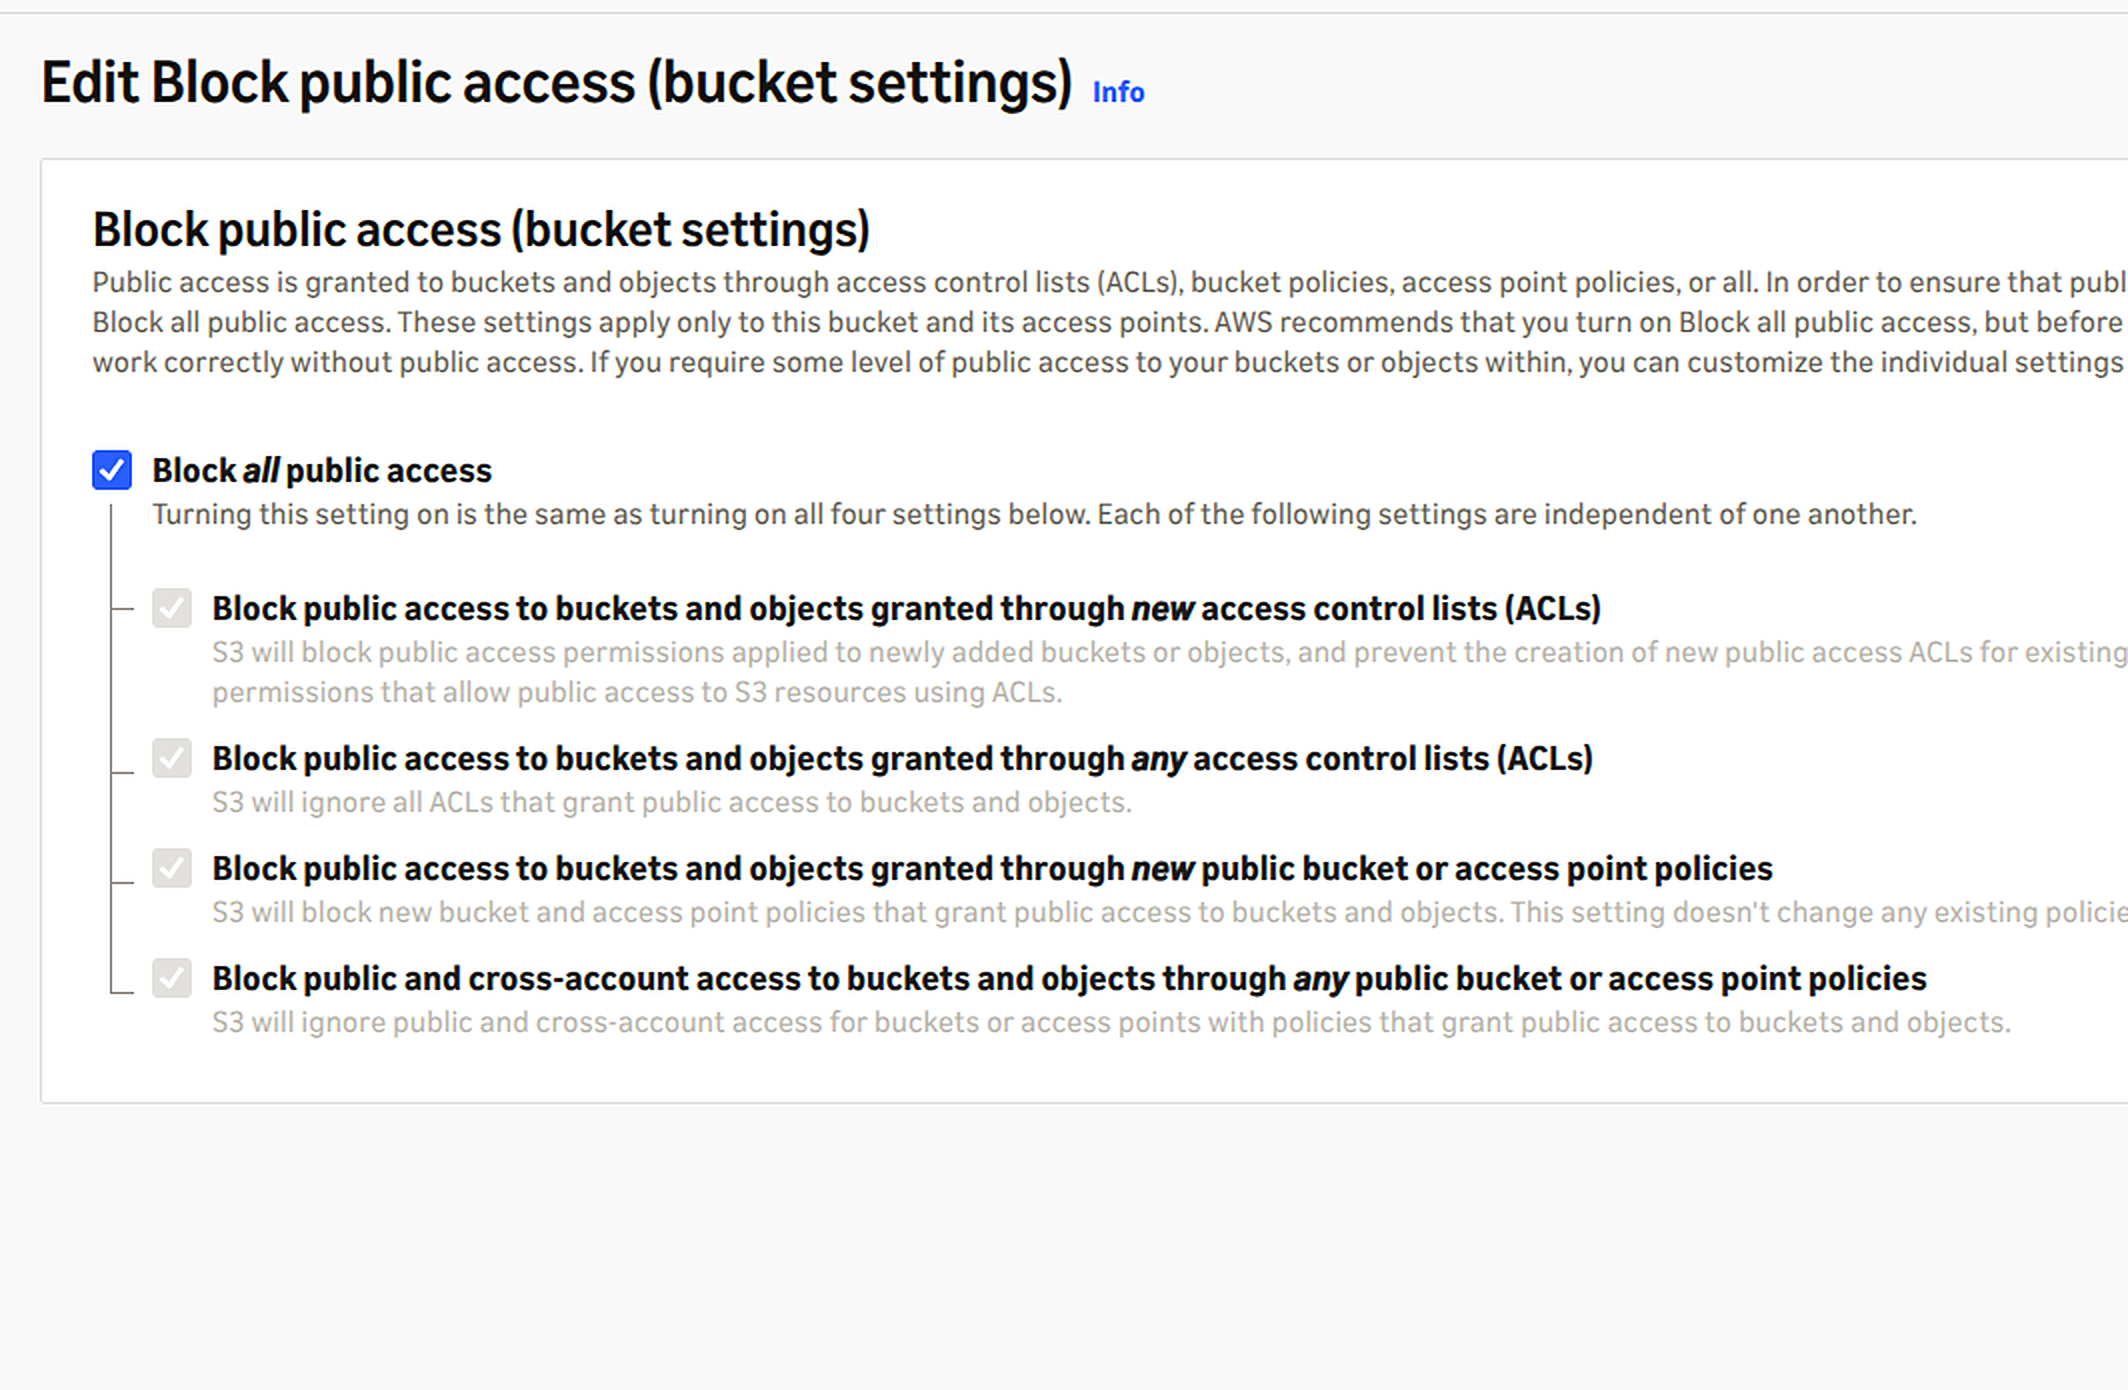 Edit Block public access (bucket settings) Info
Block public access (bucket settings)
Public access is granted to buckets and objects through access control lists (ACLs), bucket policies, access point policies, or all. In order to ensure that publ
Block all public access. These settings apply only to this bucket and its access points. AWS recommends that you turn on Block all public access, but before
work correctly without public access. If you require some level of public access to your buckets or objects within, you can customize the individual settings
Block all public access
Turning this setting on is the same as turning on all four settings below. Each of the following settings are independent of one another.
Block public access to buckets and objects granted through new access control lists (ACLs)
S3 will block public access permissions applied to newly added buckets or objects, and prevent the creation of new public access ACLs for existing
permissions that allow public access to S3 resources using ACLs.
Block public access to buckets and objects granted through any access control lists (ACLs)
S3 will ignore all ACLs that grant public access to buckets and objects.
Block public access to buckets and objects granted through new public bucket or access point policies
S3 will block new bucket and access point policies that grant public access to buckets and objects. This setting doesn't change any existing policie
Block public and cross-account access to buckets and objects through any public bucket or access point policies
S3 will ignore public and cross-account access for buckets or access points with policies that grant public access to buckets and objects.